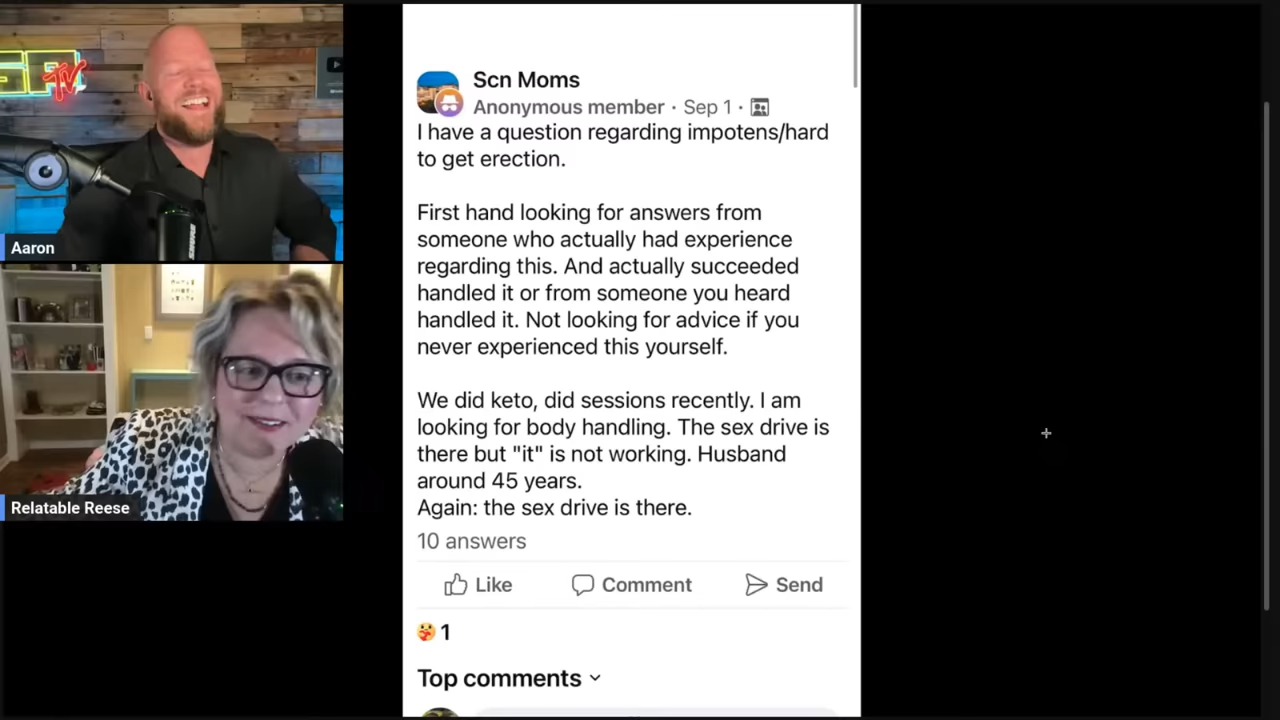 TV
Aaron
Relatable Reese
Scn Moms
Anonymous member · Sep 1 ·
I have a question regarding impotens/hard
to get erection.
First hand looking for answers from
someone who actually had experience
regarding this. And actually succeeded
handled it or from someone you heard
handled it. Not looking for advice if you
never experienced this yourself.
We did keto, did sessions recently. I am
looking for body handling. The sex drive is
there but "it" is not working. Husband
around 45 years.
Again: the sex drive is there.
10 answers
Like Comment Send
1
Top comments